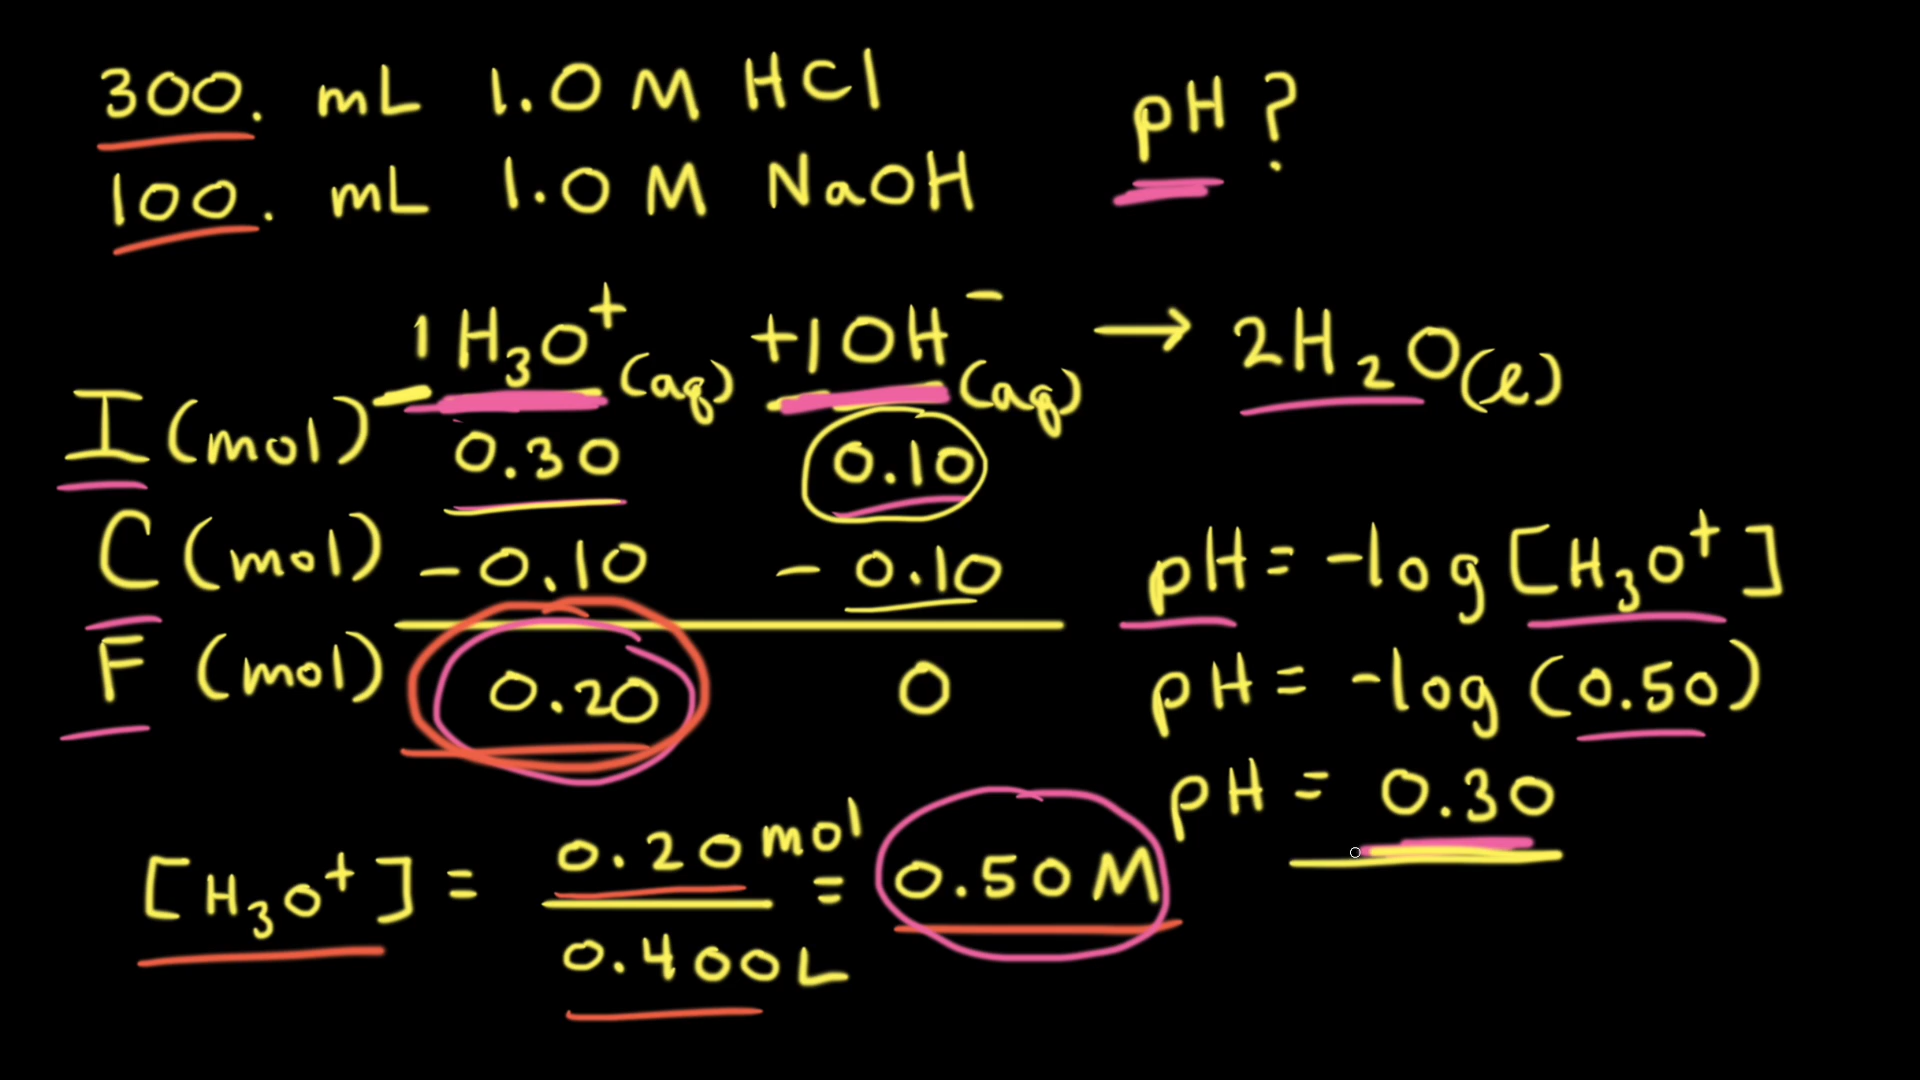 300. mL 1.0 M HCl pH ?
100. mL 1.0 M NaOH
1 H₃O⁺(aq) + 1 OH⁻(aq) → 2H₂O(l)
I (mol) 0.30 0.10
C (mol) -0.10 -0.10
F (mol) 0.20 0
pH = -log [H₃O⁺]
pH = -log (0.50)
pH = 0.30
[H₃O⁺] = 0.20 mol / 0.400 L = 0.50 M